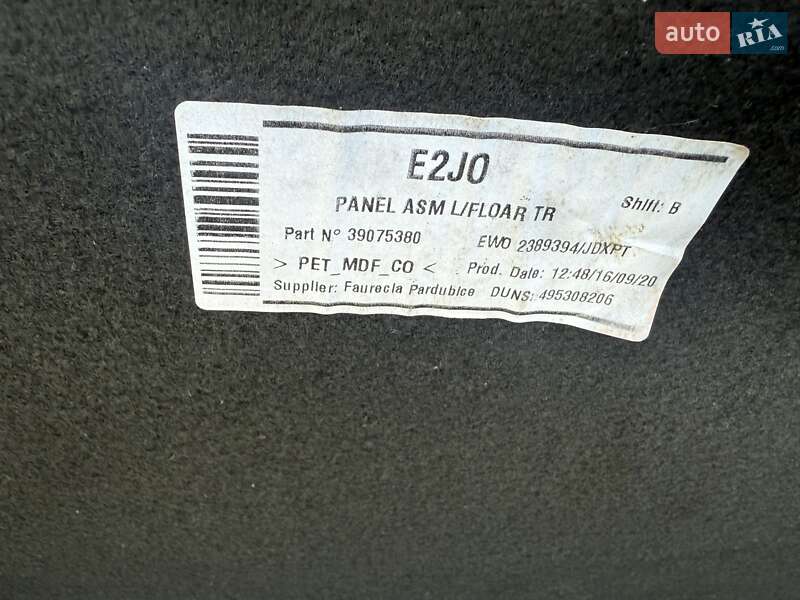 auto RIA .com
E2J0
PANEL ASM L/FLOAR TR
Shift: B
Part N° 39075380
EWO 2389394/JDXPT
> PET_MDF_CO <
Prod. Date: 12:48/16/09/20
Supplier: Faurecia Pardubice
DUNS: 495308206